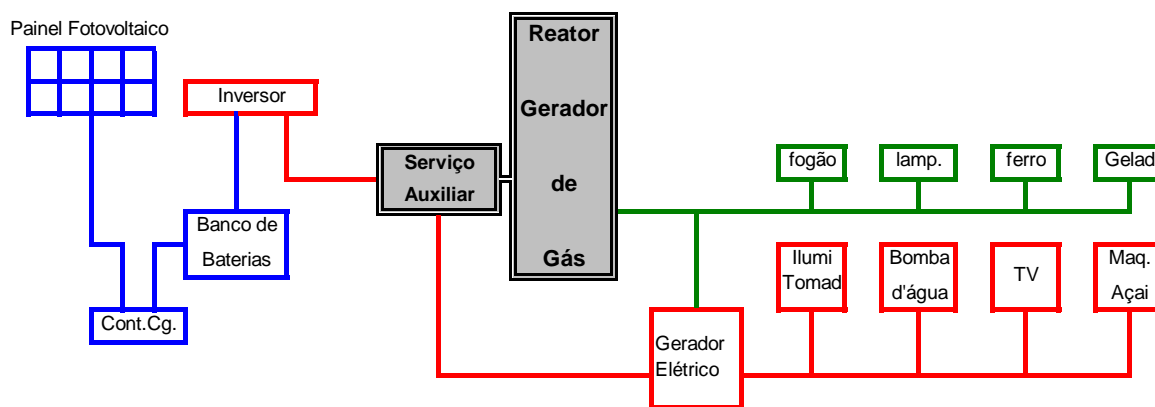 Painel Fotovoltaico
Inversor
Banco de
Baterias
Cont.Cg.
Serviço
Auxiliar
Reator
Gerador
de
Gás
fogão
lamp.
ferro
Gelad
Ilumi
Tomad
Bomba
d'água
TV
Maq.
Açai
Gerador
Elétrico